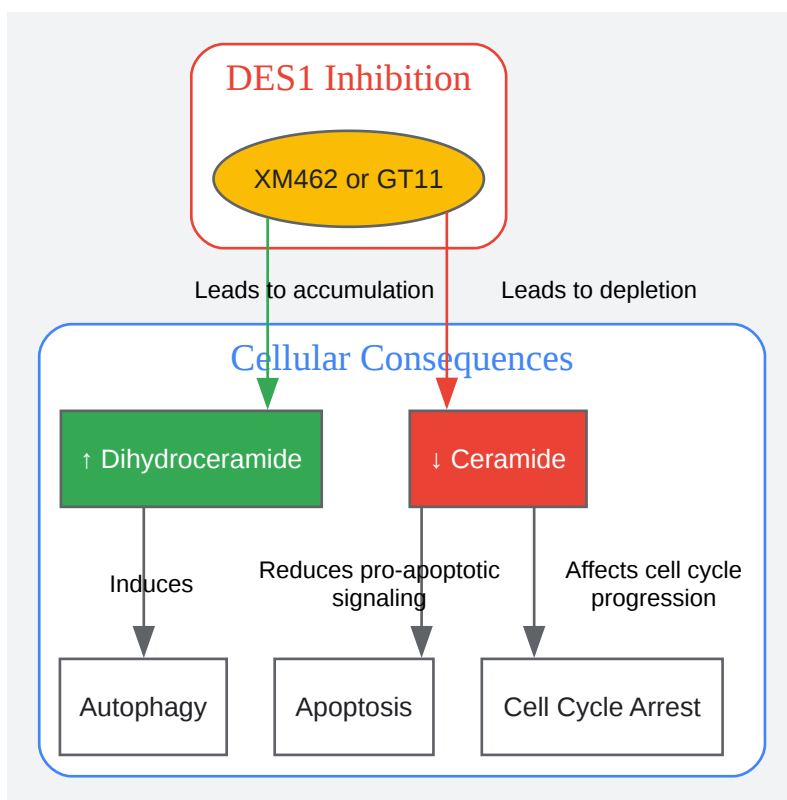 DES1 Inhibition
XM462 or GT11
Leads to accumulation
Leads to depletion
Cellular Consequences
↑ Dihydroceramide
↓ Ceramide
Induces
Reduces pro-apoptotic
signaling
Affects cell cycle
progression
Autophagy
Apoptosis
Cell Cycle Arrest